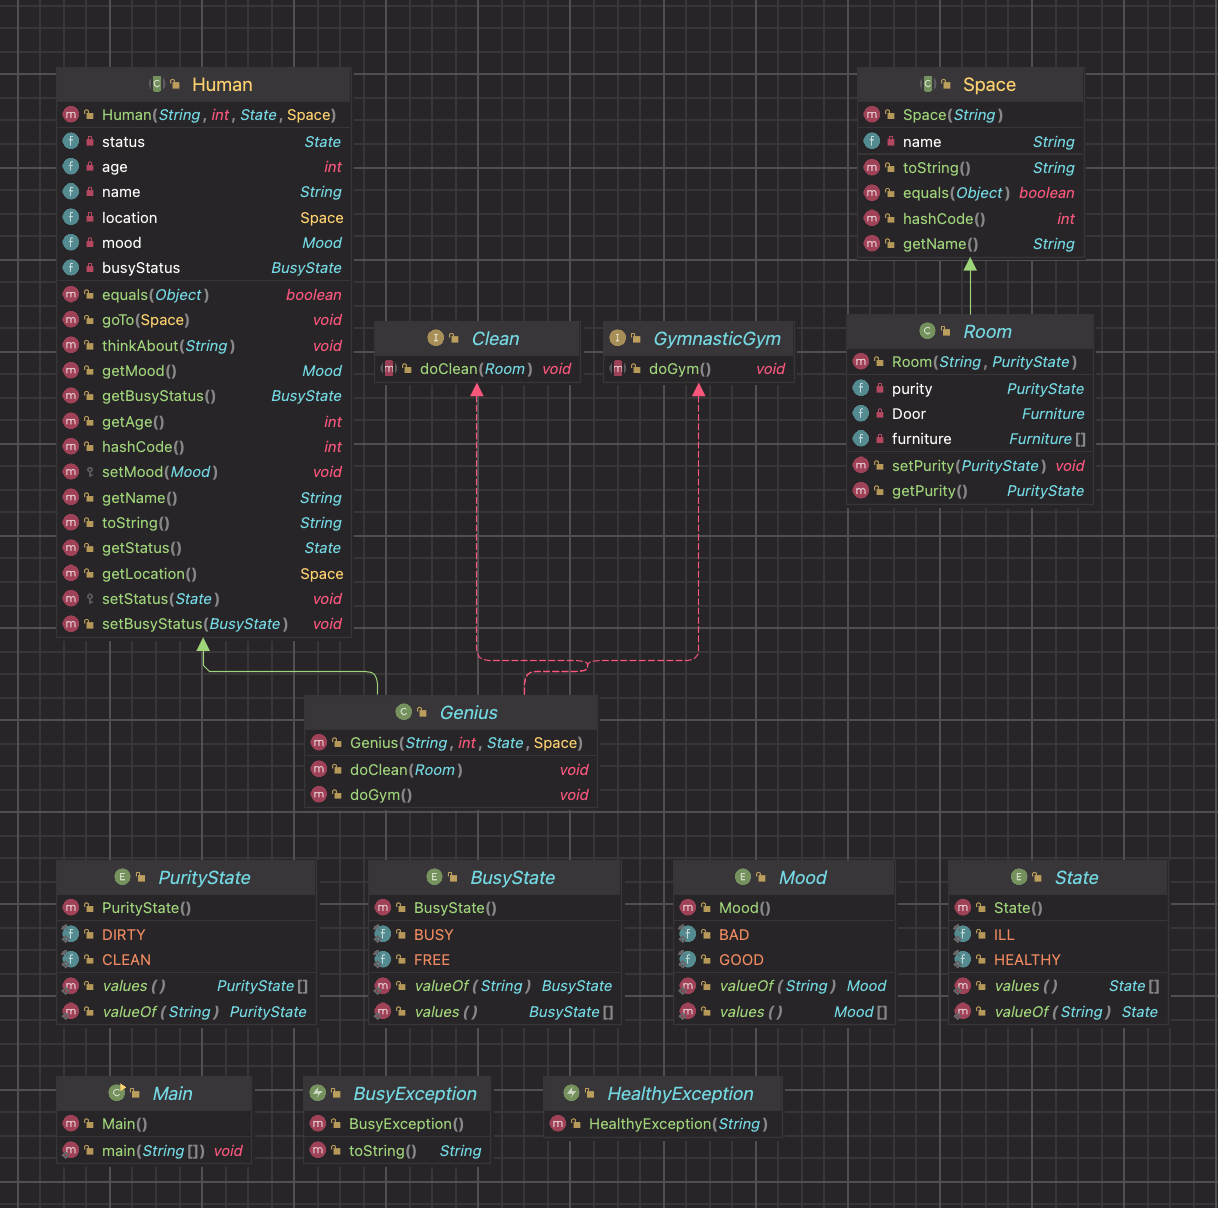 Human
Human(String, int, State, Space)
status State
age int
name String
location Space
mood Mood
busyStatus BusyState
equals(Object) boolean
goTo(Space) void
thinkAbout(String) void
getMood() Mood
getBusyStatus() BusyState
getAge() int
hashCode() int
setMood(Mood) void
getName() String
toString() String
getStatus() State
getLocation() Space
setStatus(State) void
setBusyStatus(BusyState) void
Clean
doClean(Room) void
GymnasticGym
doGym() void
Space
Space(String)
name String
toString() String
equals(Object) boolean
hashCode() int
getName() String
Room
Room(String, PurityState)
purity PurityState
Door Furniture
furniture Furniture[]
setPurity(PurityState) void
getPurity() PurityState
Genius
Genius(String, int, State, Space)
doClean(Room) void
doGym() void
PurityState
PurityState()
DIRTY
CLEAN
values() PurityState[]
valueOf(String) PurityState
BusyState
BusyState()
BUSY
FREE
valueOf(String) BusyState
values() BusyState[]
Mood
Mood()
BAD
GOOD
valueOf(String) Mood
values() Mood[]
State
State()
ILL
HEALTHY
values() State[]
valueOf(String) State
Main
Main()
main(String[]) void
BusyException
BusyException()
toString() String
HealthyException
HealthyException(String)